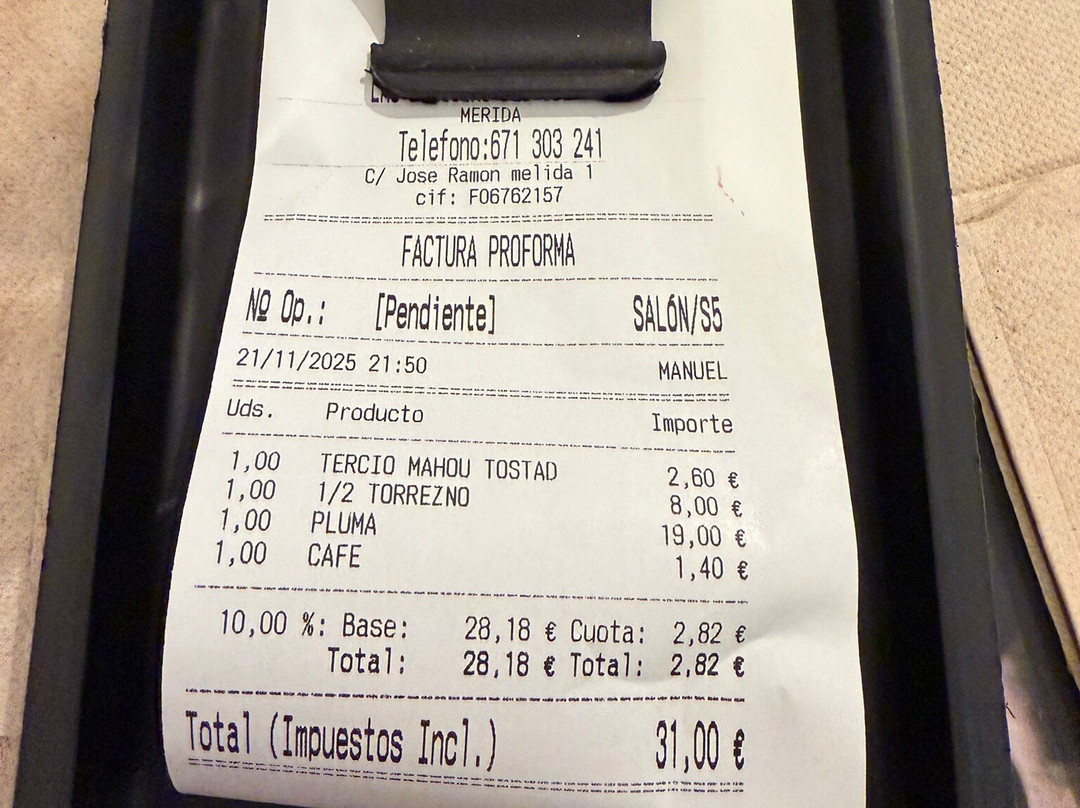 MERIDA
Telefono:671 303 241
C/ Jose Ramon melida 1
cif: F06762157
FACTURA PROFORMA
Nº Op.: [Pendiente] SALÓN/S5
21/11/2025 21:50 MANUEL
Uds. Producto Importe
1,00 TERCIO MAHOU TOSTAD 2,60 €
1,00 1/2 TORREZNO 8,00 €
1,00 PLUMA 19,00 €
1,00 CAFE 1,40 €
10,00 %: Base: 28,18 € Cuota: 2,82 €
Total: 28,18 € Total: 2,82 €
Total (Impuestos Incl.) 31,00 €